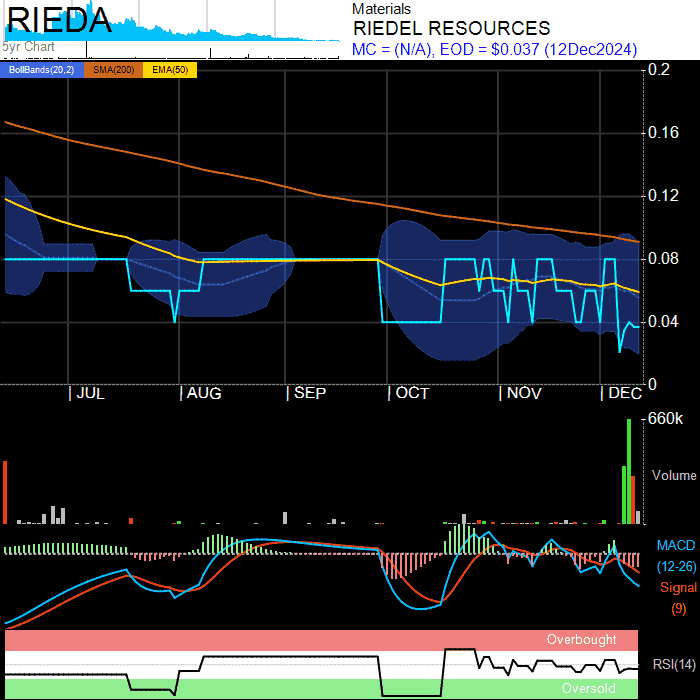 RIEDA
5yr Chart
Materials
RIEDEL RESOURCES
MC = (N/A), EOD = $0.037 (12Dec2024)
BollBands(20,2) SMA(200) EMA(50)
0.2
0.16
0.12
0.08
0.04
0
| JUL | AUG | SEP | OCT | NOV | DEC
660k
Volume
MACD
(12-26)
Signal
(9)
Overbought
RSI(14)
Oversold